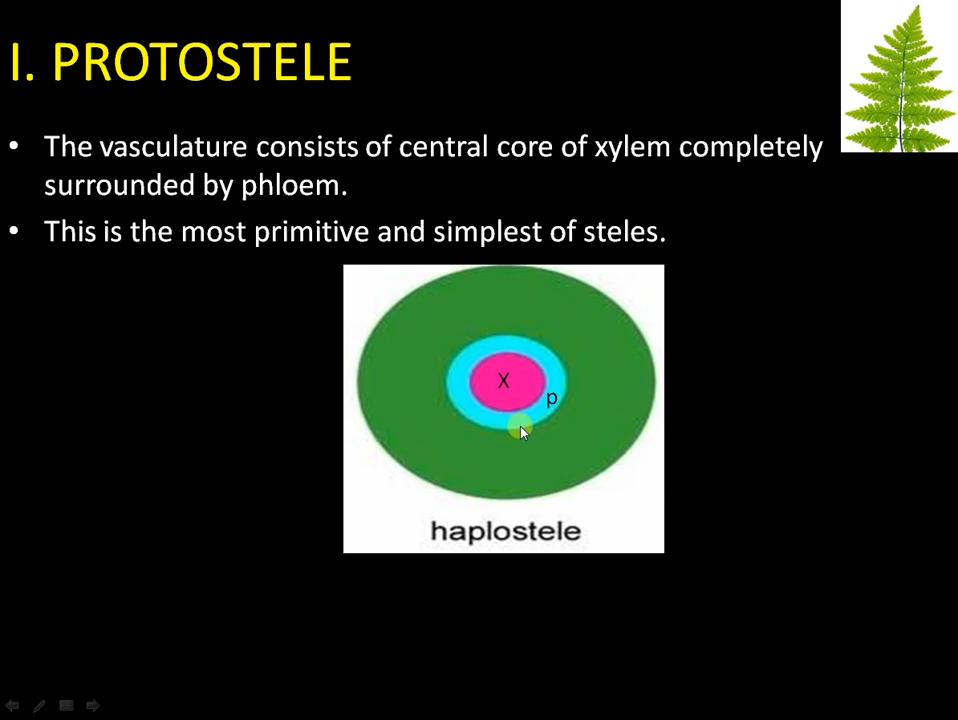 I. PROTOSTELE
• The vasculature consists of central core of xylem completely
surrounded by phloem.
• This is the most primitive and simplest of steles.
X
p
haplostele